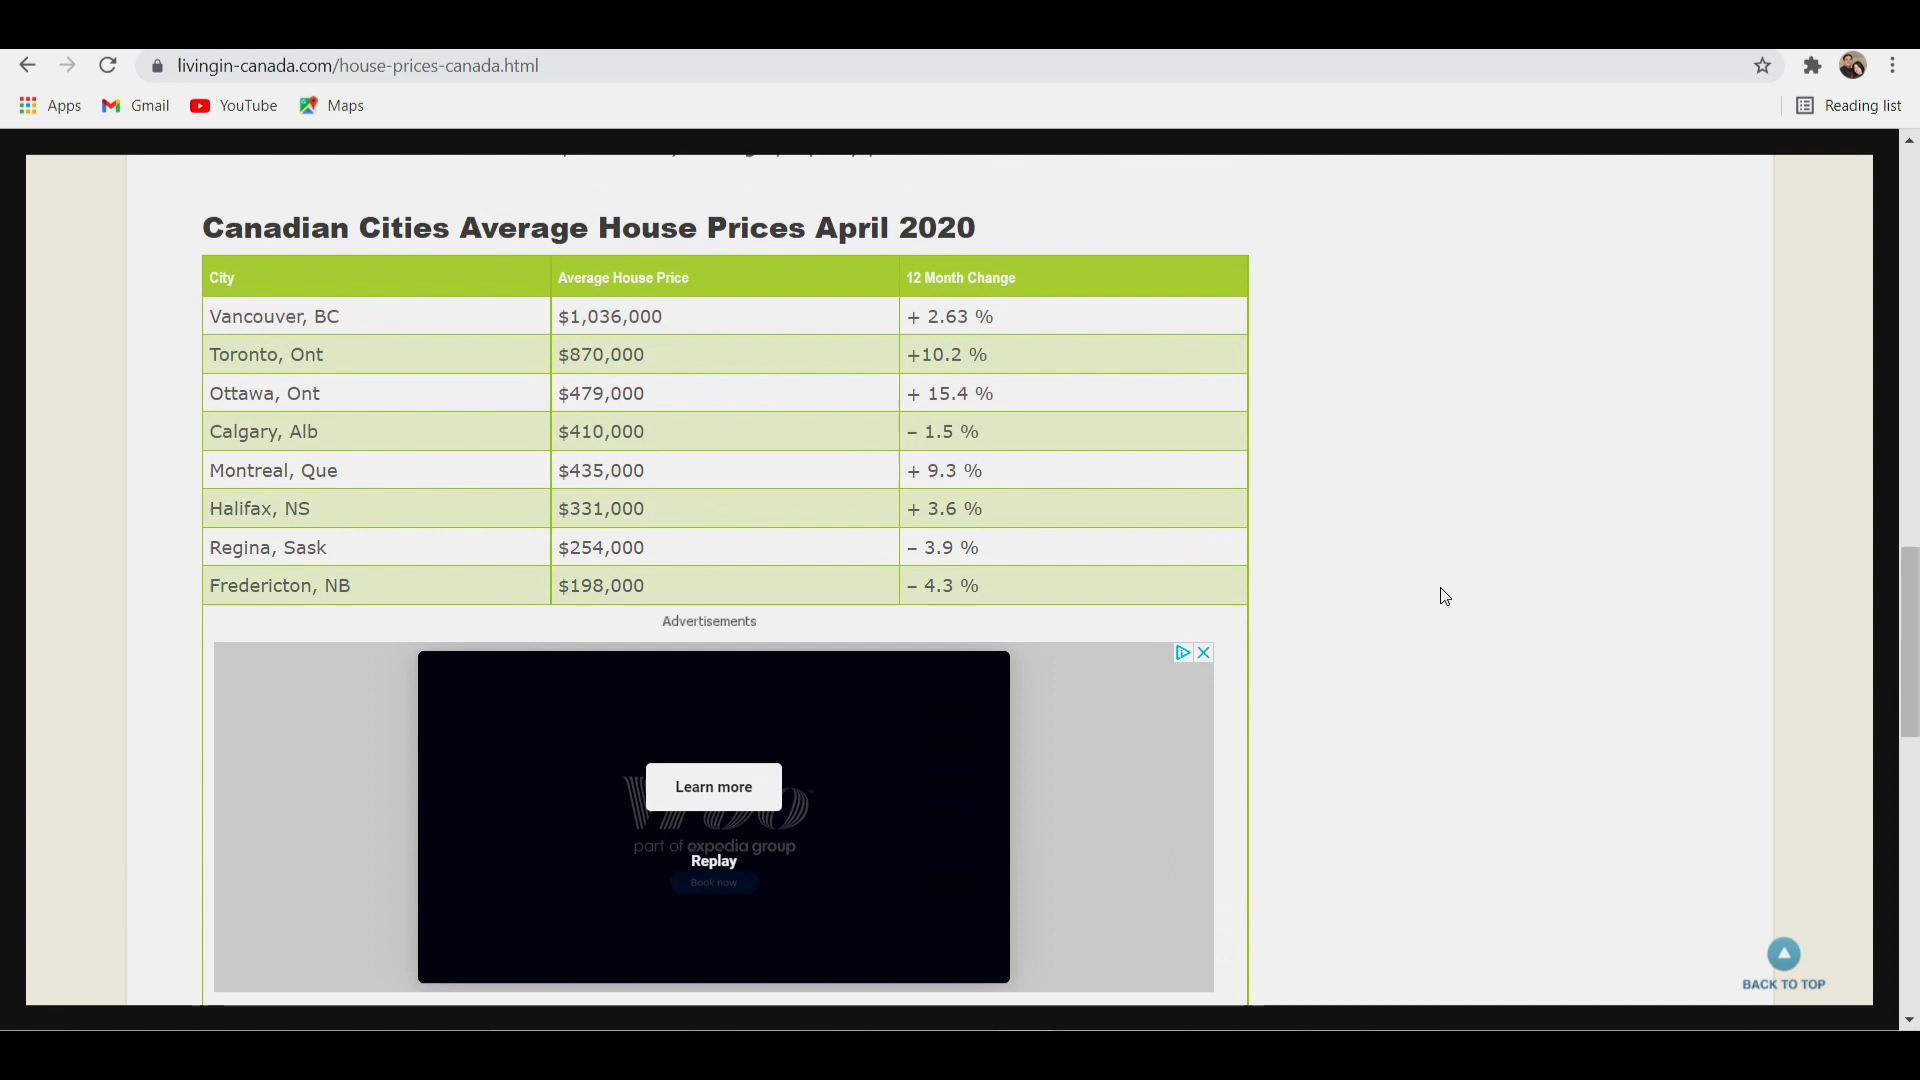 livingin-canada.com/house-prices-canada.html
Apps Gmail YouTube Maps Reading list
Canadian Cities Average House Prices April 2020
City Average House Price 12 Month Change
Vancouver, BC $1,036,000 + 2.63 %
Toronto, Ont $870,000 +10.2 %
Ottawa, Ont $479,000 + 15.4 %
Calgary, Alb $410,000 – 1.5 %
Montreal, Que $435,000 + 9.3 %
Halifax, NS $331,000 + 3.6 %
Regina, Sask $254,000 – 3.9 %
Fredericton, NB $198,000 – 4.3 %
Advertisements
Learn more
part of expedia group
Replay
Book now
BACK TO TOP